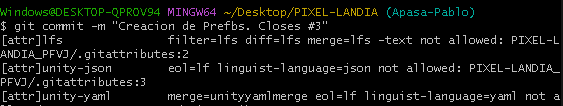 Windows@DESKTOP-QPROV94 MINGW64 ~/Desktop/PIXEL-LANDIA (Apasa-Pablo)
$ git commit -m "Creacion de Prefbs. Closes #3"
[attr]lfs          filter=lfs diff=lfs merge=lfs -text not allowed: PIXEL-L
ANDIA_PFVJ/.gitattributes:2
[attr]unity-json     eol=lf linguist-language=json not allowed: PIXEL-LANDIA_
PFVJ/.gitattributes:3
[attr]unity-yaml     merge=unityyamlmerge eol=lf linguist-language=yaml not a